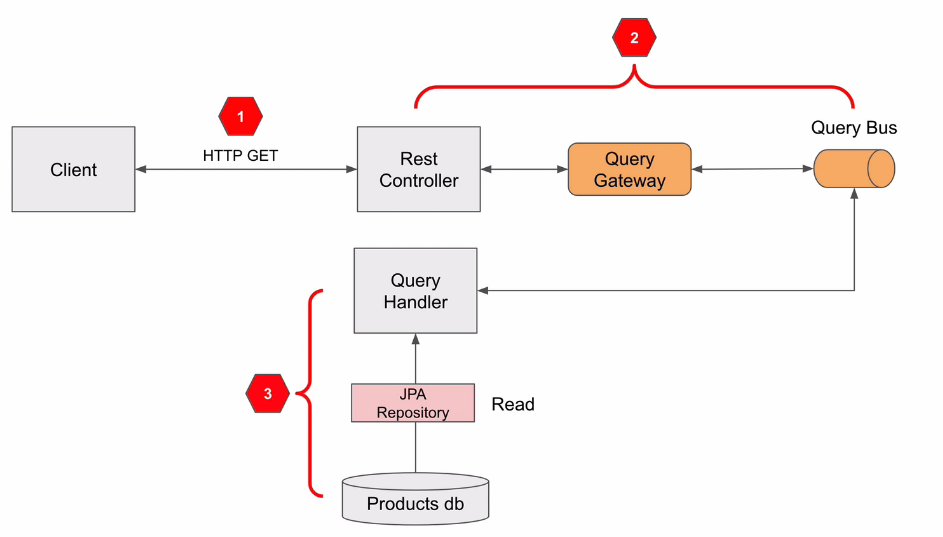 2
1
Query Bus
HTTP GET
Client
Rest
Controller
Query
Gateway
Query
Handler
3
JPA
Repository
Read
Products db